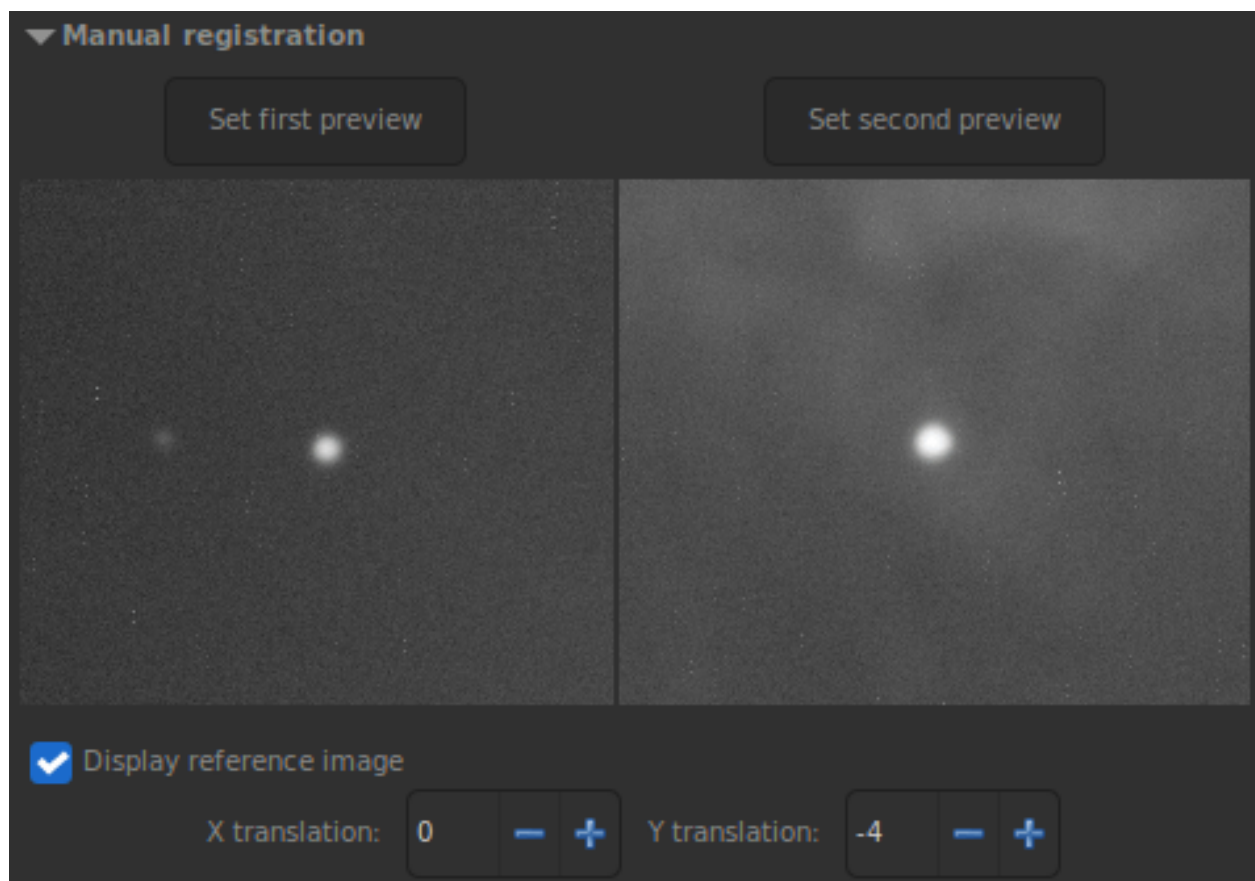 Manual registration
Set first preview
Set second preview
Display reference image
X translation: 0
Y translation: -4